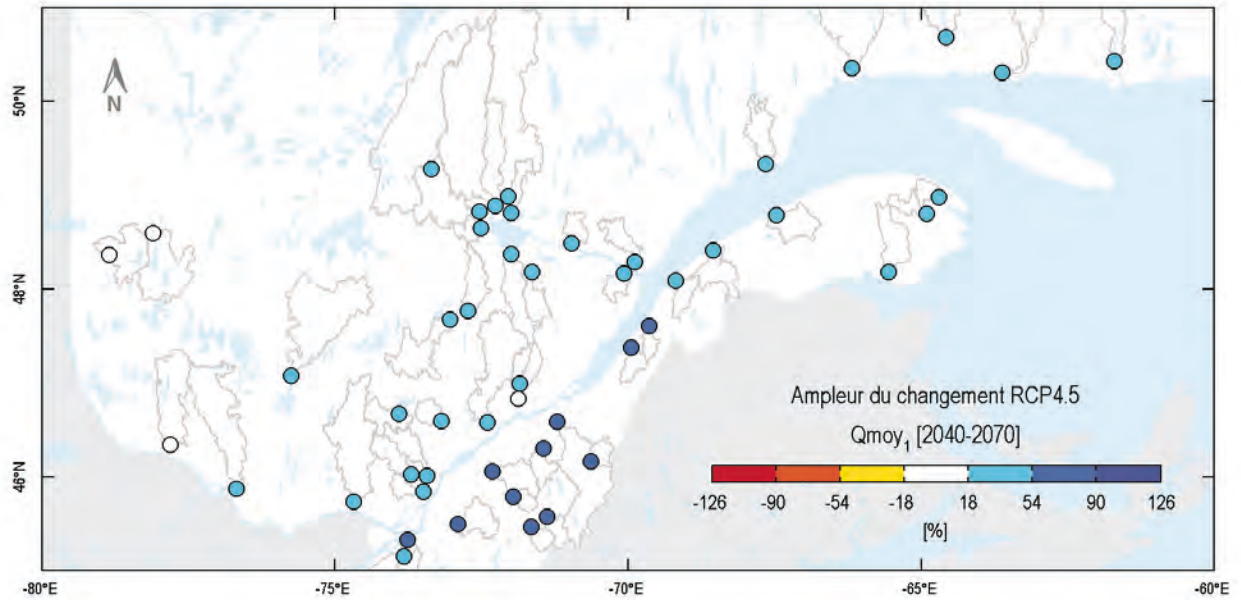 N
50°N
48°N
46°N
Ampleur du changement RCP4.5
Qmoy1 [2040-2070]
-126 -90 -54 -18 18 54 90 126
[%]
-80°E -75°E -70°E -65°E -60°E